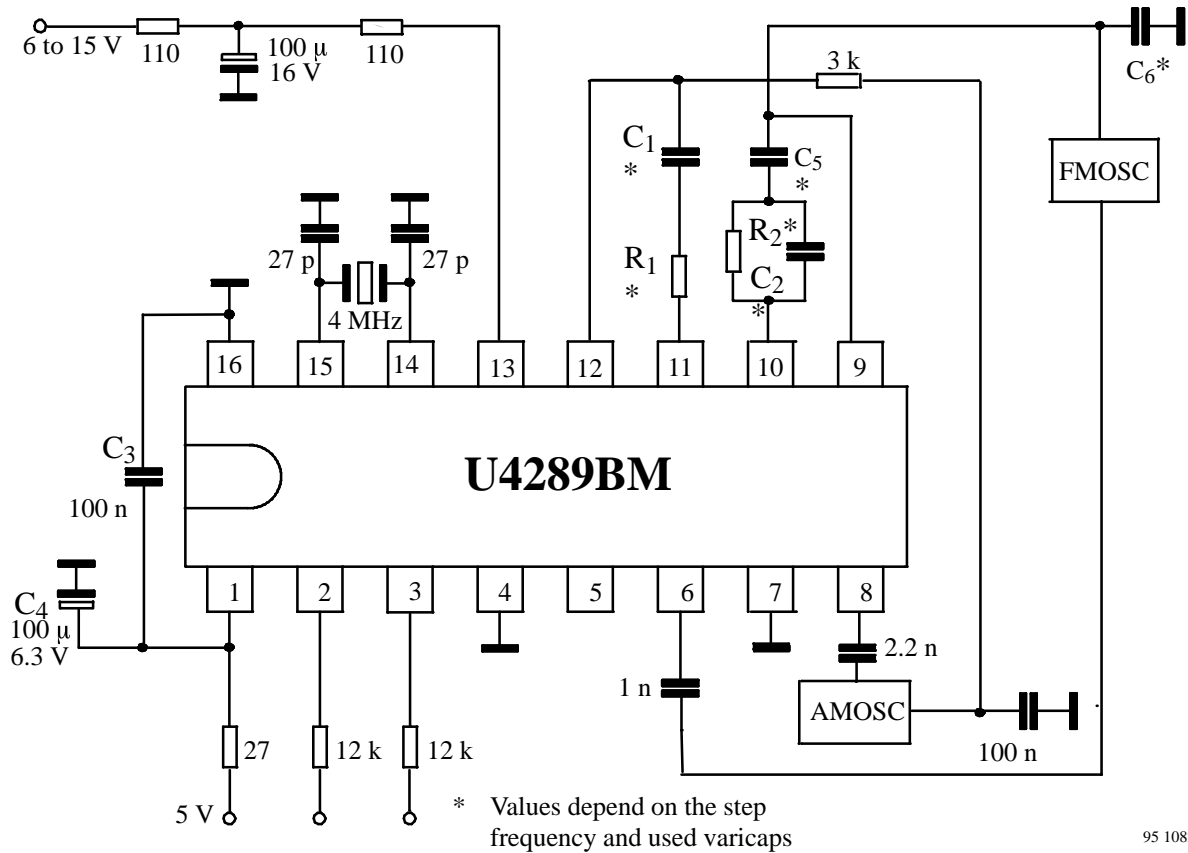 6 to 15 V
110
100 µ
16 V
110
3 k
C6*
C1
*
C5
*
FMOSC
27 p
27 p
R2*
R1
*
C2
*
4 MHz
16
15
14
13
12
11
10
9
C3
100 n
U4289BM
C4
100 µ
6.3 V
1
2
3
4
5
6
7
8
2.2 n
1 n
AMOSC
27
12 k
12 k
100 n
5 V
* Values depend on the step
frequency and used varicaps
95 108